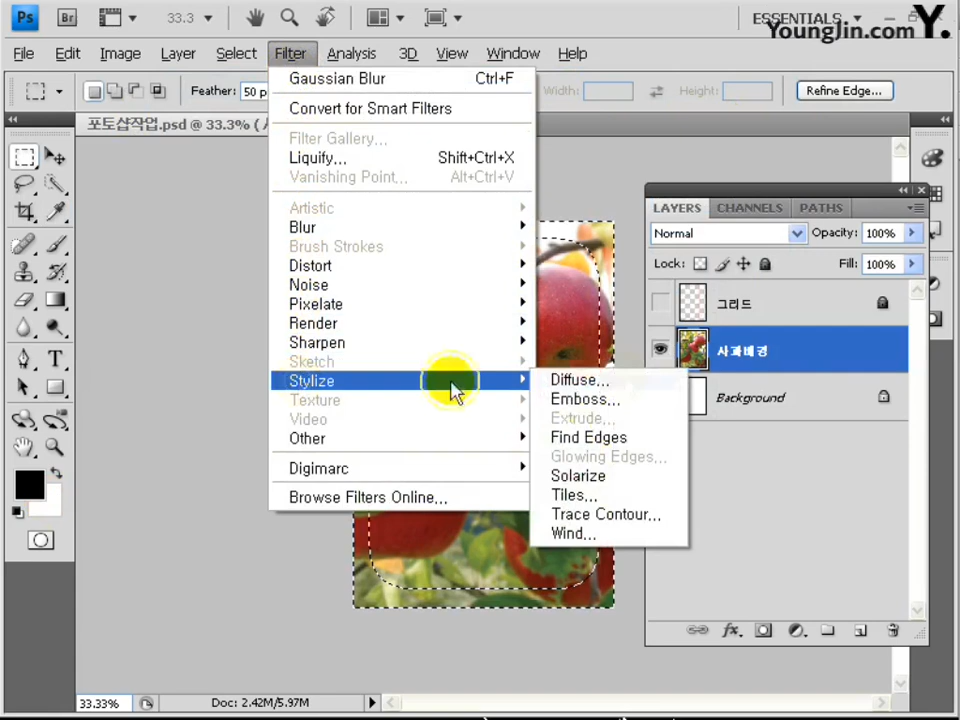 Ps Br 33.3 ESSENTIALS
YoungJin.com Y.
File Edit Image Layer Select Filter Analysis 3D View Window Help
Feather: 50 p Width: Height: Refine Edge...
포토샵작업.psd @ 33.3% (
Gaussian Blur Ctrl+F
Convert for Smart Filters
Filter Gallery...
Liquify... Shift+Ctrl+X
Vanishing Point... Alt+Ctrl+V
Artistic
Blur
Brush Strokes
Distort
Noise
Pixelate
Render
Sharpen
Sketch
Stylize
Texture
Video
Other
Digimarc
Browse Filters Online...
Diffuse...
Emboss...
Extrude...
Find Edges
Glowing Edges...
Solarize
Tiles...
Trace Contour...
Wind...
LAYERS CHANNELS PATHS
Normal Opacity: 100%
Lock: Fill: 100%
그리드
사과배경
Background
33.33% Doc: 2.42M/5.97M